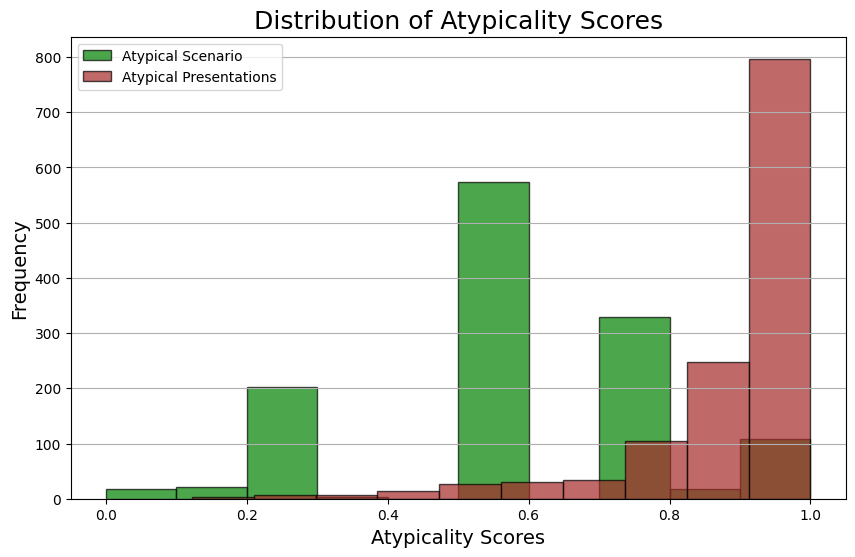 Distribution of Atypicality Scores
Atypical Scenario
Atypical Presentations
800
700
600
500
400
300
200
100
0
Frequency
0.0 0.2 0.4 0.6 0.8 1.0
Atypicality Scores